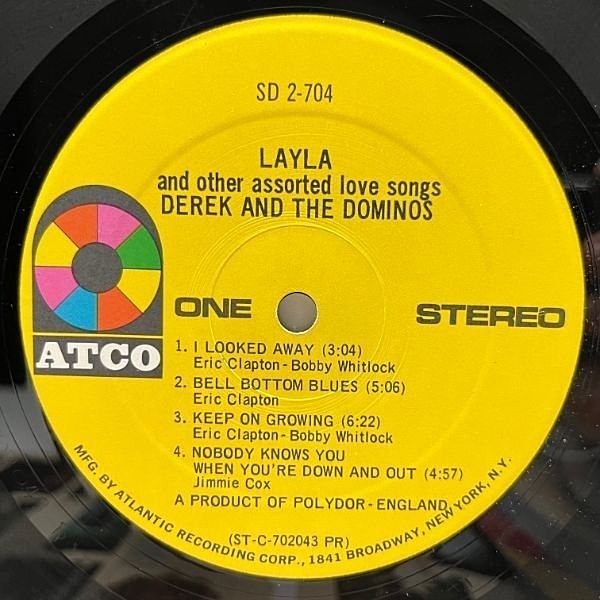 SD 2-704
LAYLA
and other assorted love songs
DEREK AND THE DOMINOS
ATCO
ONE
STEREO
1. I LOOKED AWAY (3:04)
Eric Clapton-Bobby Whitlock
2. BELL BOTTOM BLUES (5:06)
Eric Clapton
3. KEEP ON GROWING (6:22)
Eric Clapton-Bobby Whitlock
4. NOBODY KNOWS YOU
WHEN YOU'RE DOWN AND OUT (4:57)
Jimmie Cox
A PRODUCT OF POLYDOR-ENGLAND
(ST-C-702043 PR)
MFG. BY ATLANTIC RECORDING CORP., 1841 BROADWAY, NEW YORK, N.Y.